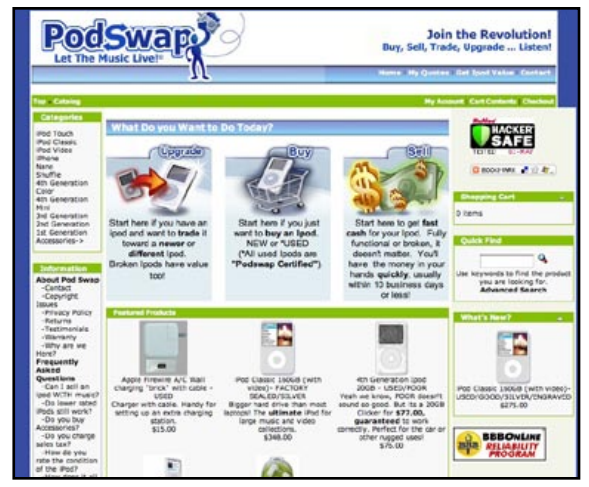 PodSwap
Let The Music Live!®
Join the Revolution!
Buy, Sell, Trade, Upgrade ... Listen!
Home My Quotes Get Ipod Value Contact
Top Catalog
My Account Cart Contents Checkout
Categories
iPod Touch
iPod Classic
iPod Video
iPhone
Nano
Shuffle
4th Generation
Color
4th Generation
Mini
3rd Generation
2nd Generation
1st Generation
Accessories->
Information
About Pod Swap
-Contact
-Copyright
Issues
-Privacy Policy
-Returns
-Testimonials
-Warranty
-Why are we
Here?
Frequently
Asked
Questions
-Can I sell an
ipod WITH music?
-Do lower rated
iPods still work?
-Do you buy
Accessories?
-Do you charge
sales tax?
-How do you
rate the condition
of the iPod?
What Do you Want to Do Today?
Upgrade
Start here if you have an
ipod and want to trade it
toward a newer or
different ipod.
Broken Ipods have value
too!
Buy
Start here if you just
want to buy an Ipod.
NEW or *USED
(*All used Ipods are
"Podswap Certified")
Sell
Start here to get fast
cash for your Ipod. Fully
functional or broken, it
doesn't matter. You'll
have the money in your
hands quickly, usually
within 10 business days
or less!
Featured Products
Apple Firewire A/C Wall
charging "brick" with cable -
USED
Charger with cable. Handy for
setting up an extra charging
station.
$15.00
iPod Classic 160GB (with
video)- FACTORY
SEALED/SILVER
Bigger hard drive than most
laptops! The ultimate iPod for
large music and video
collections.
$348.00
4th Generation Ipod
20GB - USED/POOR
Yeah we know, POOR doesn't
sound so good. But its a 20GB
Clicker for $77.00,
guaranteed to work
correctly. Perfect for the car or
other rugged uses!
$76.00
HACKER
SAFE
TESTED
BOOKMARK
Shopping Cart
0 items
Quick Find
Use keywords to find the product
you are looking for.
Advanced Search
What's New?
iPod Classic 160GB (with video)-
USED/GOOD/SILVER/ENGRAVED
$275.00
BBBONLINE
RELIABILITY
PROGRAM